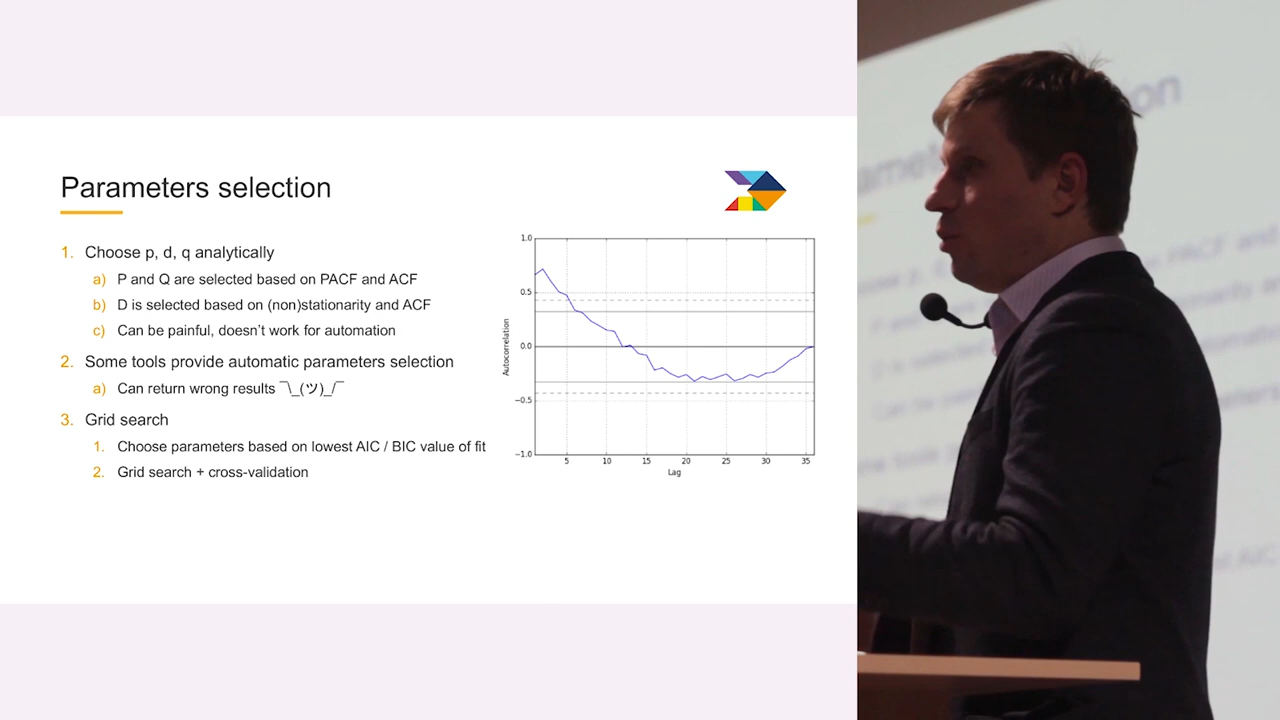 Parameters selection
1. Choose p, d, q analytically
a) P and Q are selected based on PACF and ACF
b) D is selected based on (non)stationarity and ACF
c) Can be painful, doesn't work for automation
2. Some tools provide automatic parameters selection
a) Can return wrong results ¯\_(ツ)_/¯
3. Grid search
1. Choose parameters based on lowest AIC / BIC value of fit
2. Grid search + cross-validation
1.0
0.5
0.0
−0.5
−1.0
Autocorrelation
5 10 15 20 25 30 35
Lag